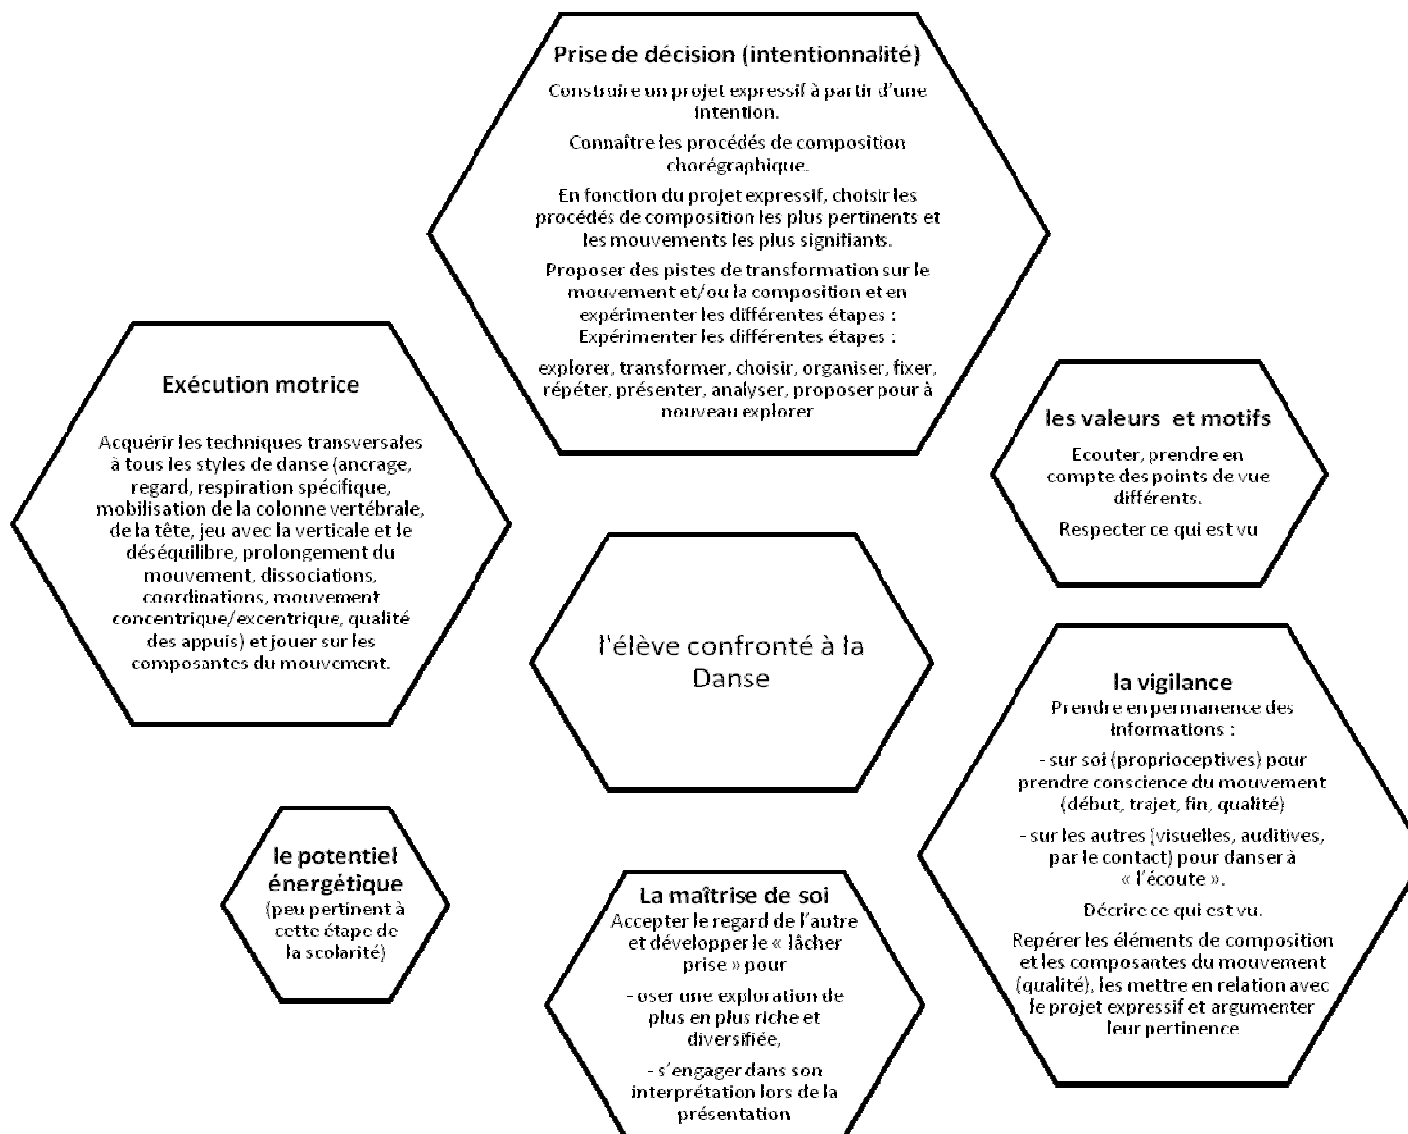 Prise de décision (intentionnalité)
Construire un projet expressif à partir d'une
intention.
Connaître les procédés de composition
chorégraphique.
En fonction du projet expressif, choisir les
procédés de composition les plus pertinents et
les mouvements les plus signifiants.
Proposer des pistes de transformation sur le
mouvement et/ou la composition et en
expérimenter les différentes étapes :
Expérimenter les différentes étapes :
explorer, transformer, choisir, organiser, fixer,
répéter, présenter, analyser, proposer pour à
nouveau explorer
Exécution motrice
Acquérir les techniques transversales
à tous les styles de danse (ancrage,
regard, respiration spécifique,
mobilisation de la colonne vertébrale,
de la tête, jeu avec la verticale et le
déséquilibre, prolongement du
mouvement, dissociations,
coordinations, mouvement
concentrique/excentrique, qualité
des appuis) et jouer sur les
composantes du mouvement.
les valeurs et motifs
Ecouter, prendre en
compte des points de vue
différents.
Respecter ce qui est vu
l'élève confronté à la
Danse
la vigilance
Prendre en permanence des
informations :
- sur soi (proprioceptives) pour
prendre conscience du mouvement
(début, trajet, fin, qualité)
- sur les autres (visuelles, auditives,
par le contact) pour danser à
« l'écoute ».
Décrire ce qui est vu.
Repérer les éléments de composition
et les composantes du mouvement
(qualité), les mettre en relation avec
le projet expressif et argumenter
leur pertinence
le potentiel
énergétique
(peu pertinent à
cette étape de
la scolarité)
La maîtrise de soi
Accepter le regard de l'autre
et développer le « lâcher
prise » pour
- oser une exploration de
plus en plus riche et
diversifiée,
- s'engager dans son
interprétation lors de la
présentation